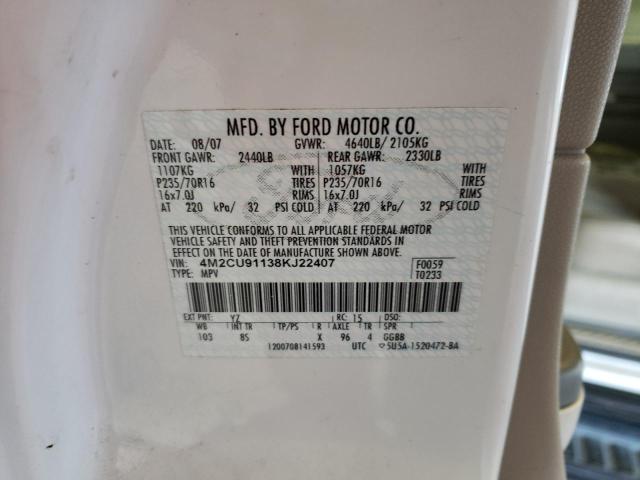 MFD. BY FORD MOTOR CO.
DATE: 08/07 GVWR: 4640LB/ 2105KG
FRONT GAWR: 2440LB REAR GAWR: 2330LB
1107KG WITH 1057KG WITH
P235/70R16 TIRES P235/70R16 TIRES
16x7.0J RIMS 16x7.0J RIMS
AT 220 kPa/ 32 PSI COLD AT 220 kPa/ 32 PSI COLD
THIS VEHICLE CONFORMS TO ALL APPLICABLE FEDERAL MOTOR
VEHICLE SAFETY AND THEFT PREVENTION STANDARDS IN
EFFECT ON THE DATE OF MANUFACTURE SHOWN ABOVE.
VIN: 4M2CU91138KJ22407 F0059
TYPE: MPV T0233
EXT PNT: YZ RC: 15 DSO:
WB INT TR TP/PS R AXLE TR SPR
103 8S X 96 4 GGBB
1200708141593 UTC 5U5A-1520472-BA